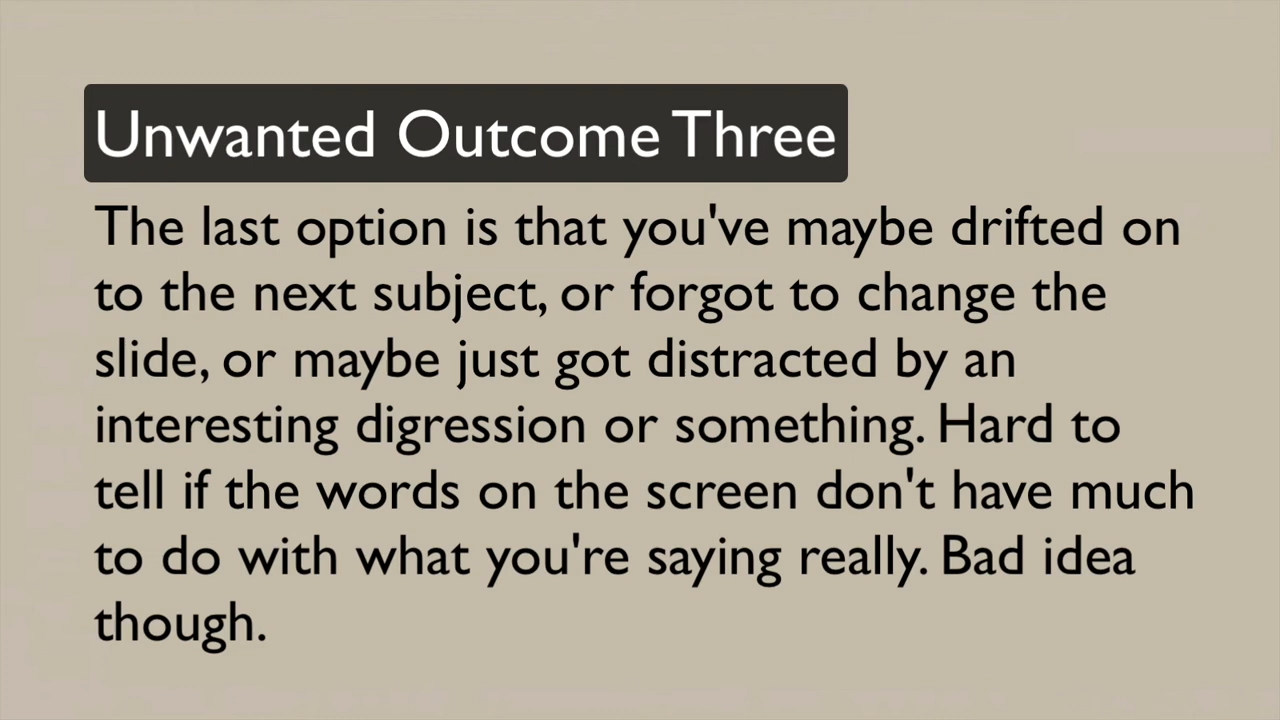 Unwanted Outcome Three
The last option is that you've maybe drifted on
to the next subject, or forgot to change the
slide, or maybe just got distracted by an
interesting digression or something. Hard to
tell if the words on the screen don't have much
to do with what you're saying really. Bad idea
though.